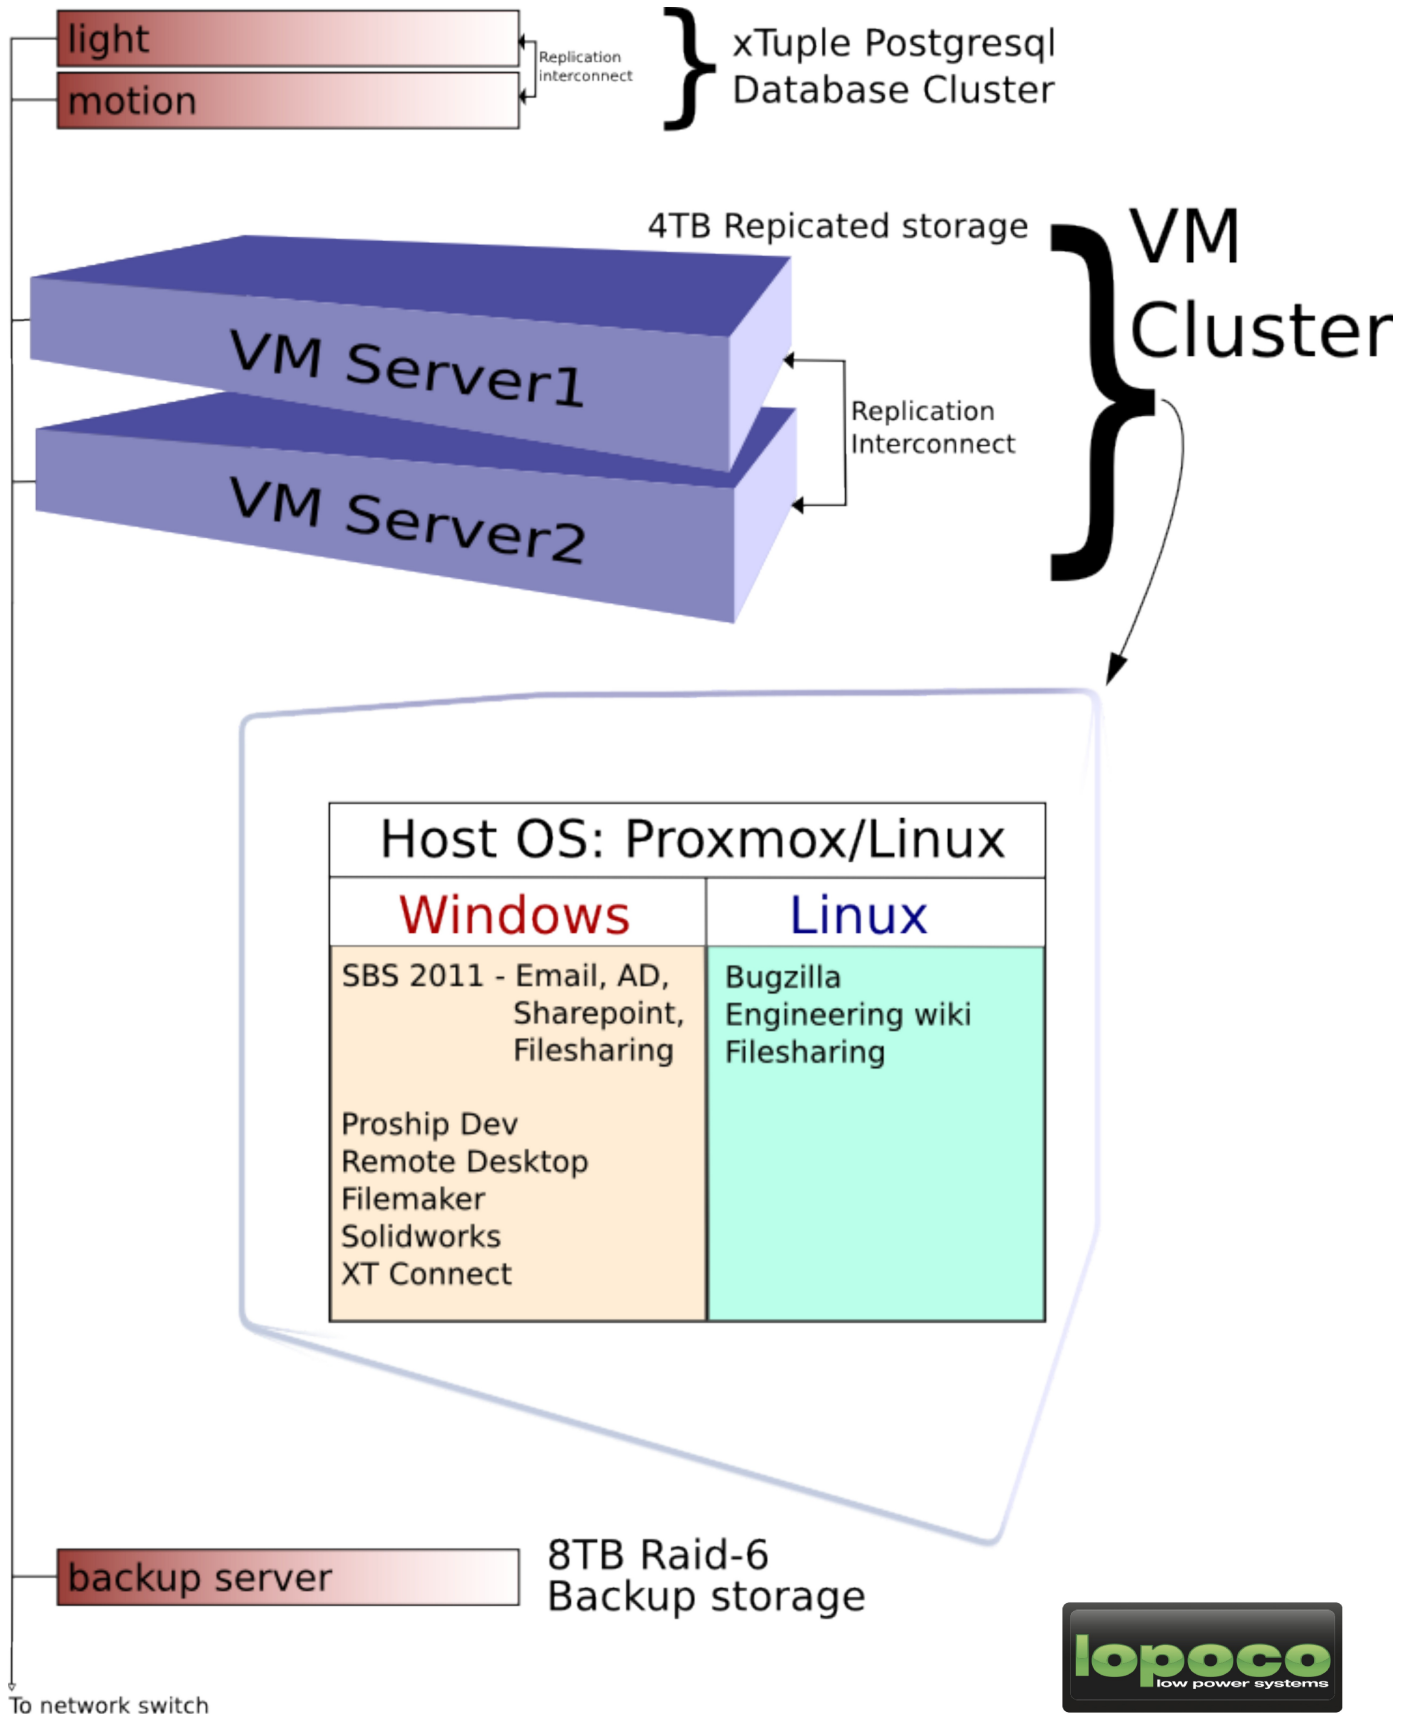 light
Replication
interconnect
motion
xTuple Postgresql
Database Cluster
4TB Repicated storage
VM
Cluster
VM Server1
Replication
Interconnect
VM Server2
Host OS: Proxmox/Linux
Windows
Linux
SBS 2011 - Email, AD,
Sharepoint,
Filesharing
Proship Dev
Remote Desktop
Filemaker
Solidworks
XT Connect
Bugzilla
Engineering wiki
Filesharing
backup server
8TB Raid-6
Backup storage
lopoco
low power systems
To network switch